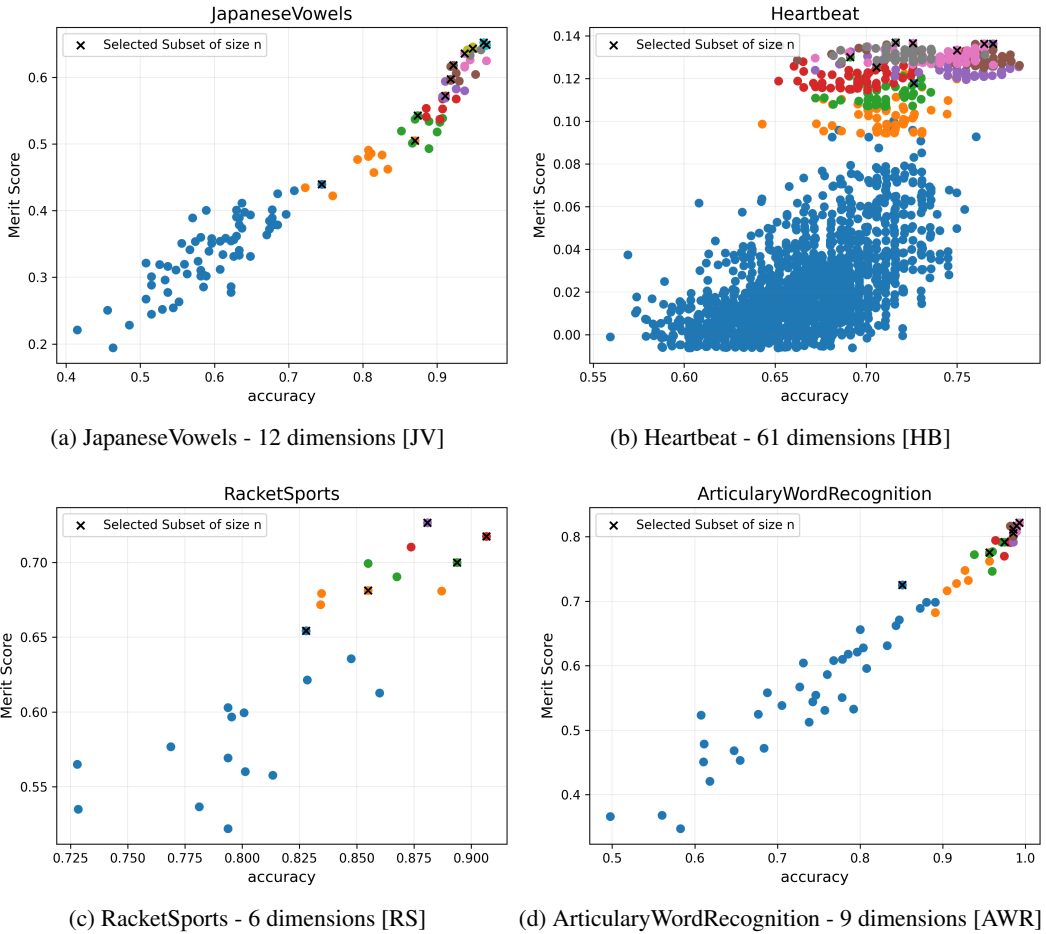 JapaneseVowels
Selected Subset of size n
Merit Score
0.6
0.5
0.4
0.3
0.2
0.4
0.5
0.6
0.7
0.8
0.9
accuracy
(a) JapaneseVowels - 12 dimensions [JV]
Heartbeat
Selected Subset of size n
Merit Score
0.14
0.12
0.10
0.08
0.06
0.04
0.02
0.00
0.55
0.60
0.65
0.70
0.75
accuracy
(b) Heartbeat - 61 dimensions [HB]
RacketSports
Selected Subset of size n
Merit Score
0.70
0.65
0.60
0.55
0.725
0.750
0.775
0.800
0.825
0.850
0.875
0.900
accuracy
(c) RacketSports - 6 dimensions [RS]
ArticularyWordRecognition
Selected Subset of size n
Merit Score
0.8
0.7
0.6
0.5
0.4
0.5
0.6
0.7
0.8
0.9
1.0
accuracy
(d) ArticularyWordRecognition - 9 dimensions [AWR]